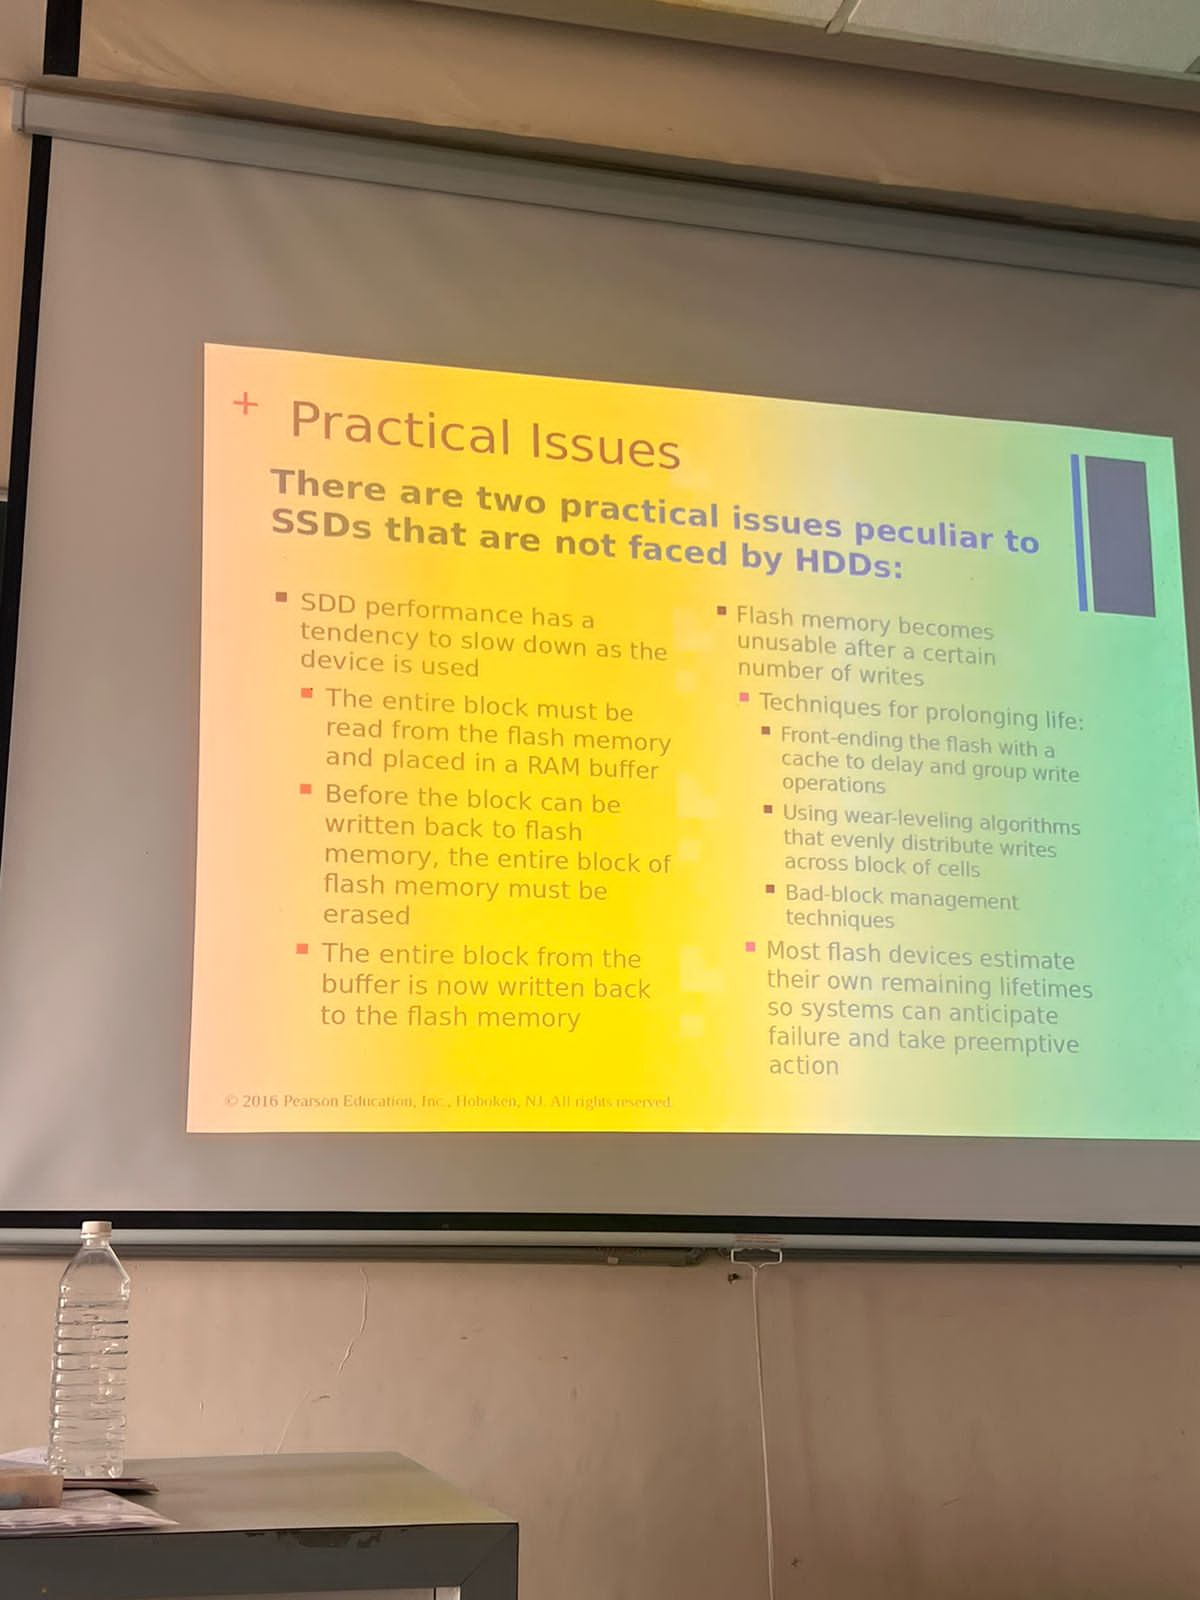 + Practical Issues
There are two practical issues peculiar to
SSDs that are not faced by HDDs:
SDD performance has a
tendency to slow down as the
device is used
The entire block must be
read from the flash memory
and placed in a RAM buffer
Before the block can be
written back to flash
memory, the entire block of
flash memory must be
erased
The entire block from the
buffer is now written back
to the flash memory
Flash memory becomes
unusable after a certain
number of writes
Techniques for prolonging life:
Front-ending the flash with a
cache to delay and group write
operations
Using wear-leveling algorithms
that evenly distribute writes
across block of cells
Bad-block management
techniques
Most flash devices estimate
their own remaining lifetimes
so systems can anticipate
failure and take preemptive
action
© 2016 Pearson Education, Inc., Hoboken, NJ. All rights reserved.